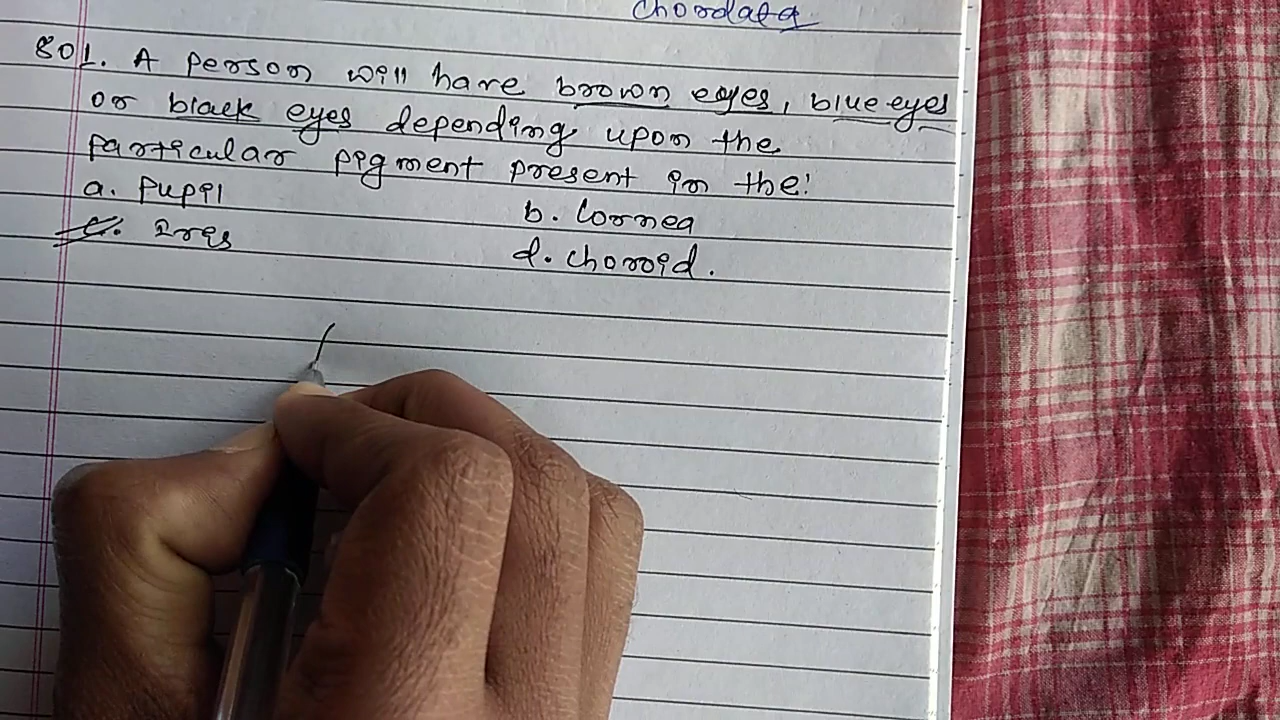 Chordata
801. A person will have brown eyes, blue eyes
or black eyes depending upon the
particular pigment present in the:
a. Pupil
b. Cornea
c. Iris
d. choroid.